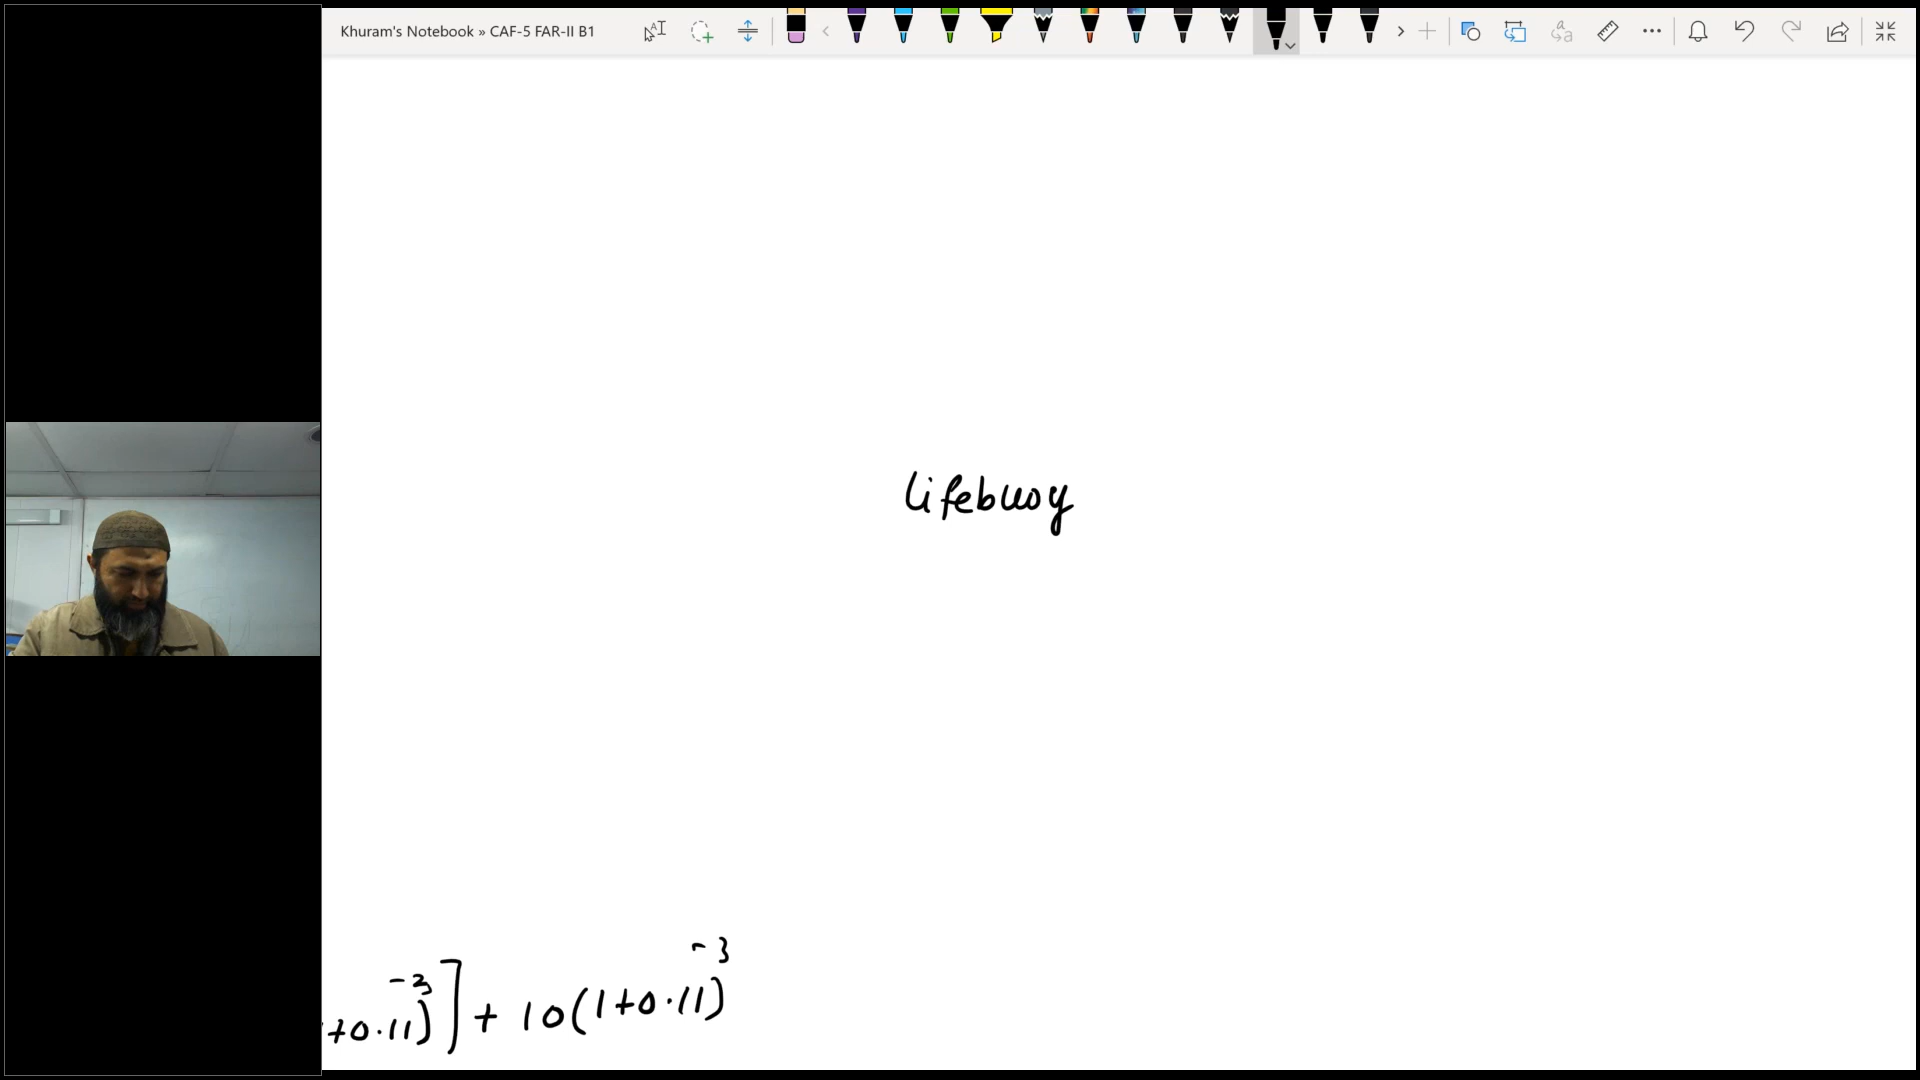 Khuram's Notebook » CAF-5 FAR-II B1
lifebuoy
+0.11)^-3] + 10(1+0.11)^-3